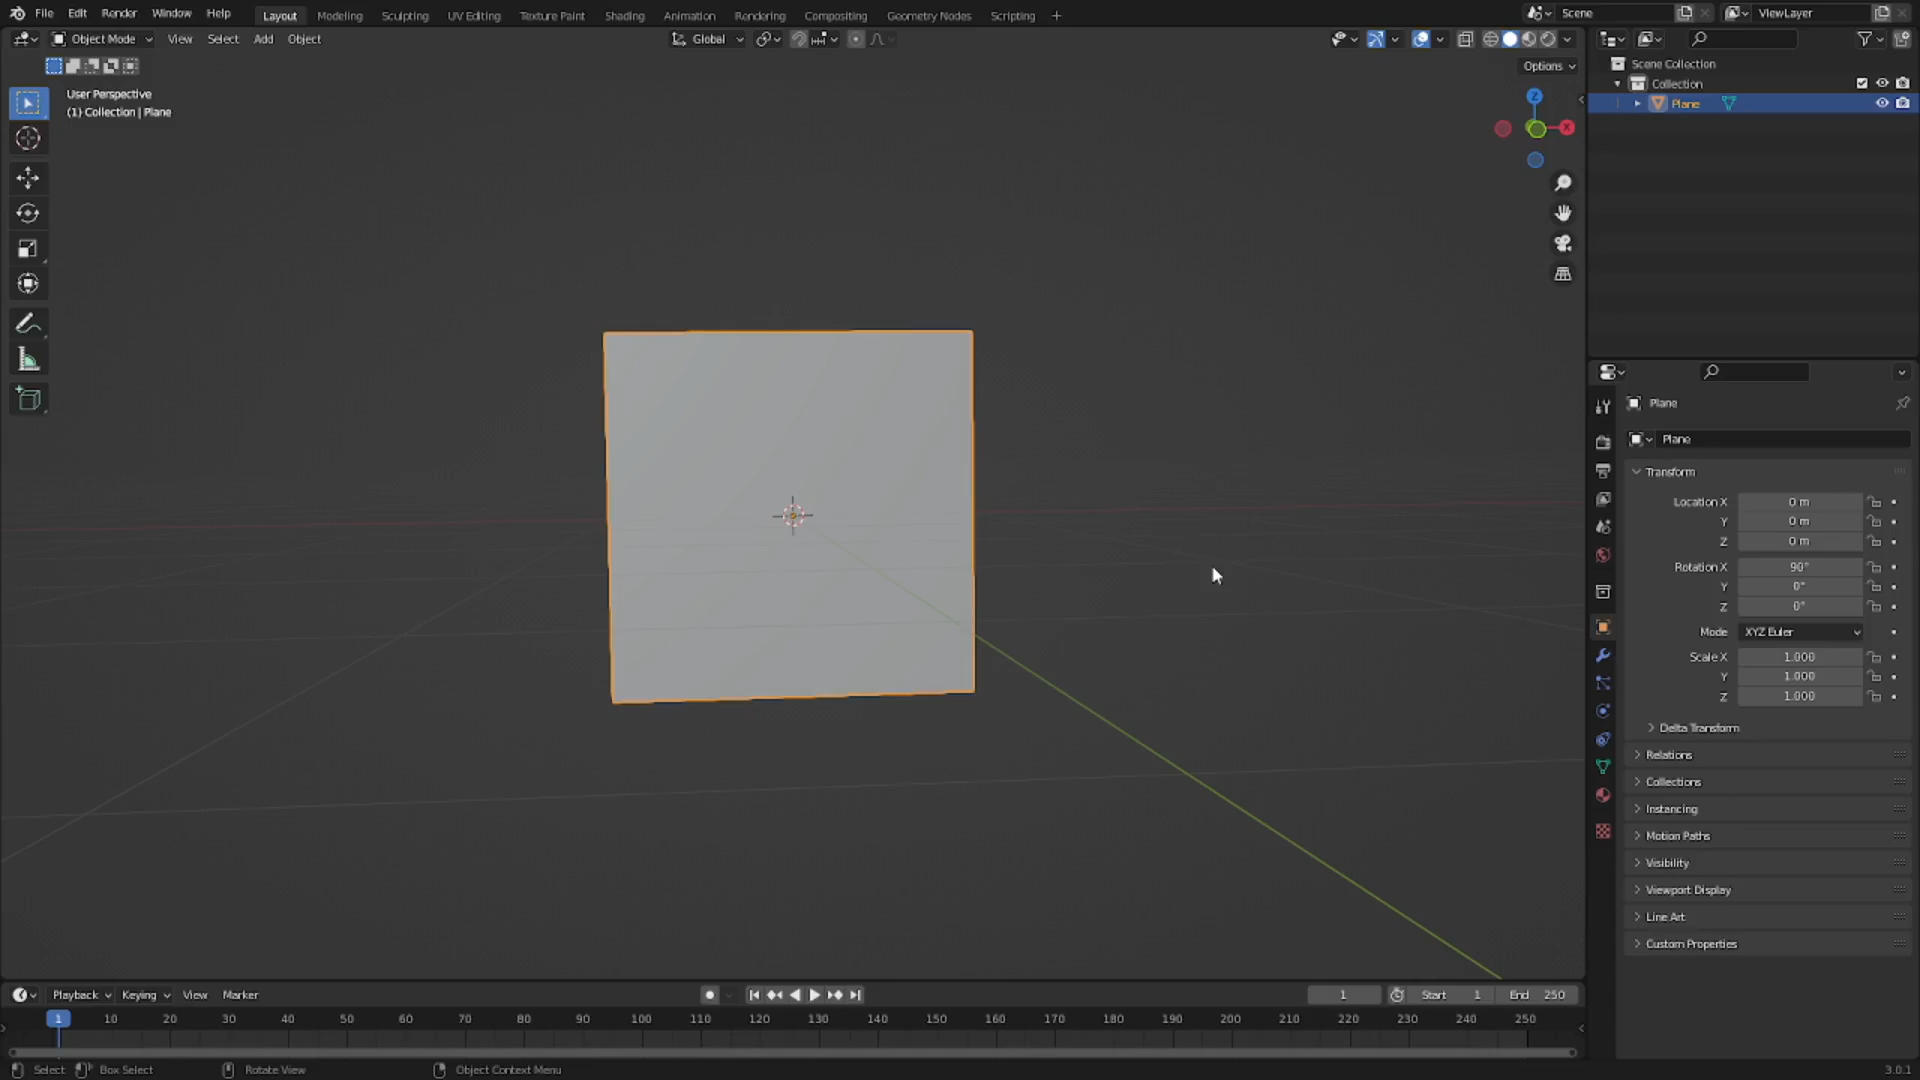 File Edit Render Window Help Layout Modeling Sculpting UV Editing Texture Paint Shading Animation Rendering Compositing Geometry Nodes Scripting + Scene ViewLayer
Object Mode View Select Add Object Global
Options
User Perspective
(1) Collection | Plane
Z
X
Scene Collection
Collection
Plane
Plane
Plane
Transform
Location X 0 m
Y 0 m
Z 0 m
Rotation X 90°
Y 0°
Z 0°
Mode XYZ Euler
Scale X 1.000
Y 1.000
Z 1.000
Delta Transform
Relations
Collections
Instancing
Motion Paths
Visibility
Viewport Display
Line Art
Custom Properties
Playback Keying View Marker 1 Start 1 End 250
1 10 20 30 40 50 60 70 80 90 100 110 120 130 140 150 160 170 180 190 200 210 220 230 240 250
Select Box Select Rotate View Object Context Menu 3.0.1